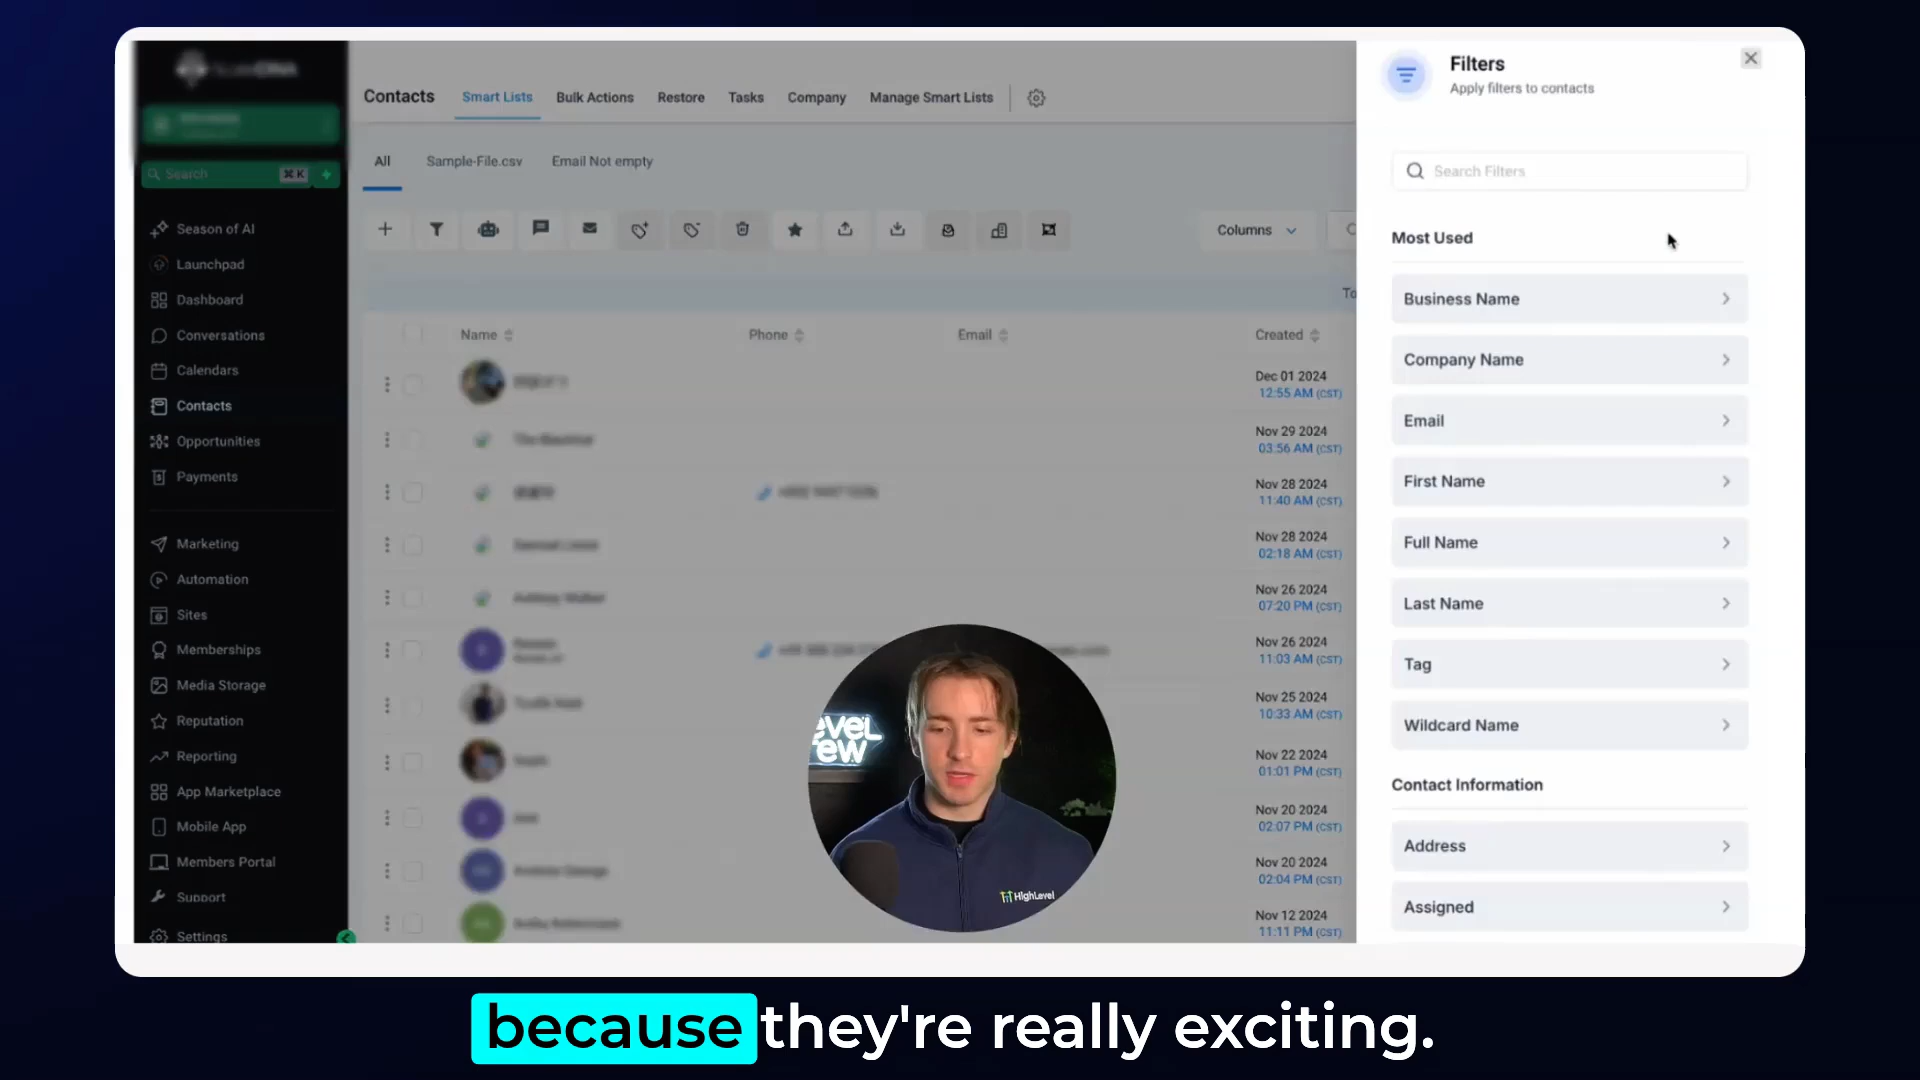 Search
⌘ K
Season of AI
Launchpad
Dashboard
Conversations
Calendars
Contacts
Opportunities
Payments
Marketing
Automation
Sites
Memberships
Media Storage
Reputation
Reporting
App Marketplace
Mobile App
Members Portal
Support
Settings
Contacts Smart Lists Bulk Actions Restore Tasks Company Manage Smart Lists
All Sample-File.csv Email Not empty
Columns
To
Name Phone Email Created
Dec 01 2024
12:55 AM (CST)
Nov 29 2024
03:56 AM (CST)
Nov 28 2024
11:40 AM (CST)
Nov 28 2024
02:18 AM (CST)
Nov 26 2024
07:20 PM (CST)
Nov 26 2024
11:03 AM (CST)
Nov 25 2024
10:33 AM (CST)
Nov 22 2024
01:01 PM (CST)
Nov 20 2024
02:07 PM (CST)
Nov 20 2024
02:04 PM (CST)
Nov 12 2024
11:11 PM (CST)
HighLevel
Filters
Apply filters to contacts
Search Filters
Most Used
Business Name
Company Name
Email
First Name
Full Name
Last Name
Tag
Wildcard Name
Contact Information
Address
Assigned
because they're really exciting.